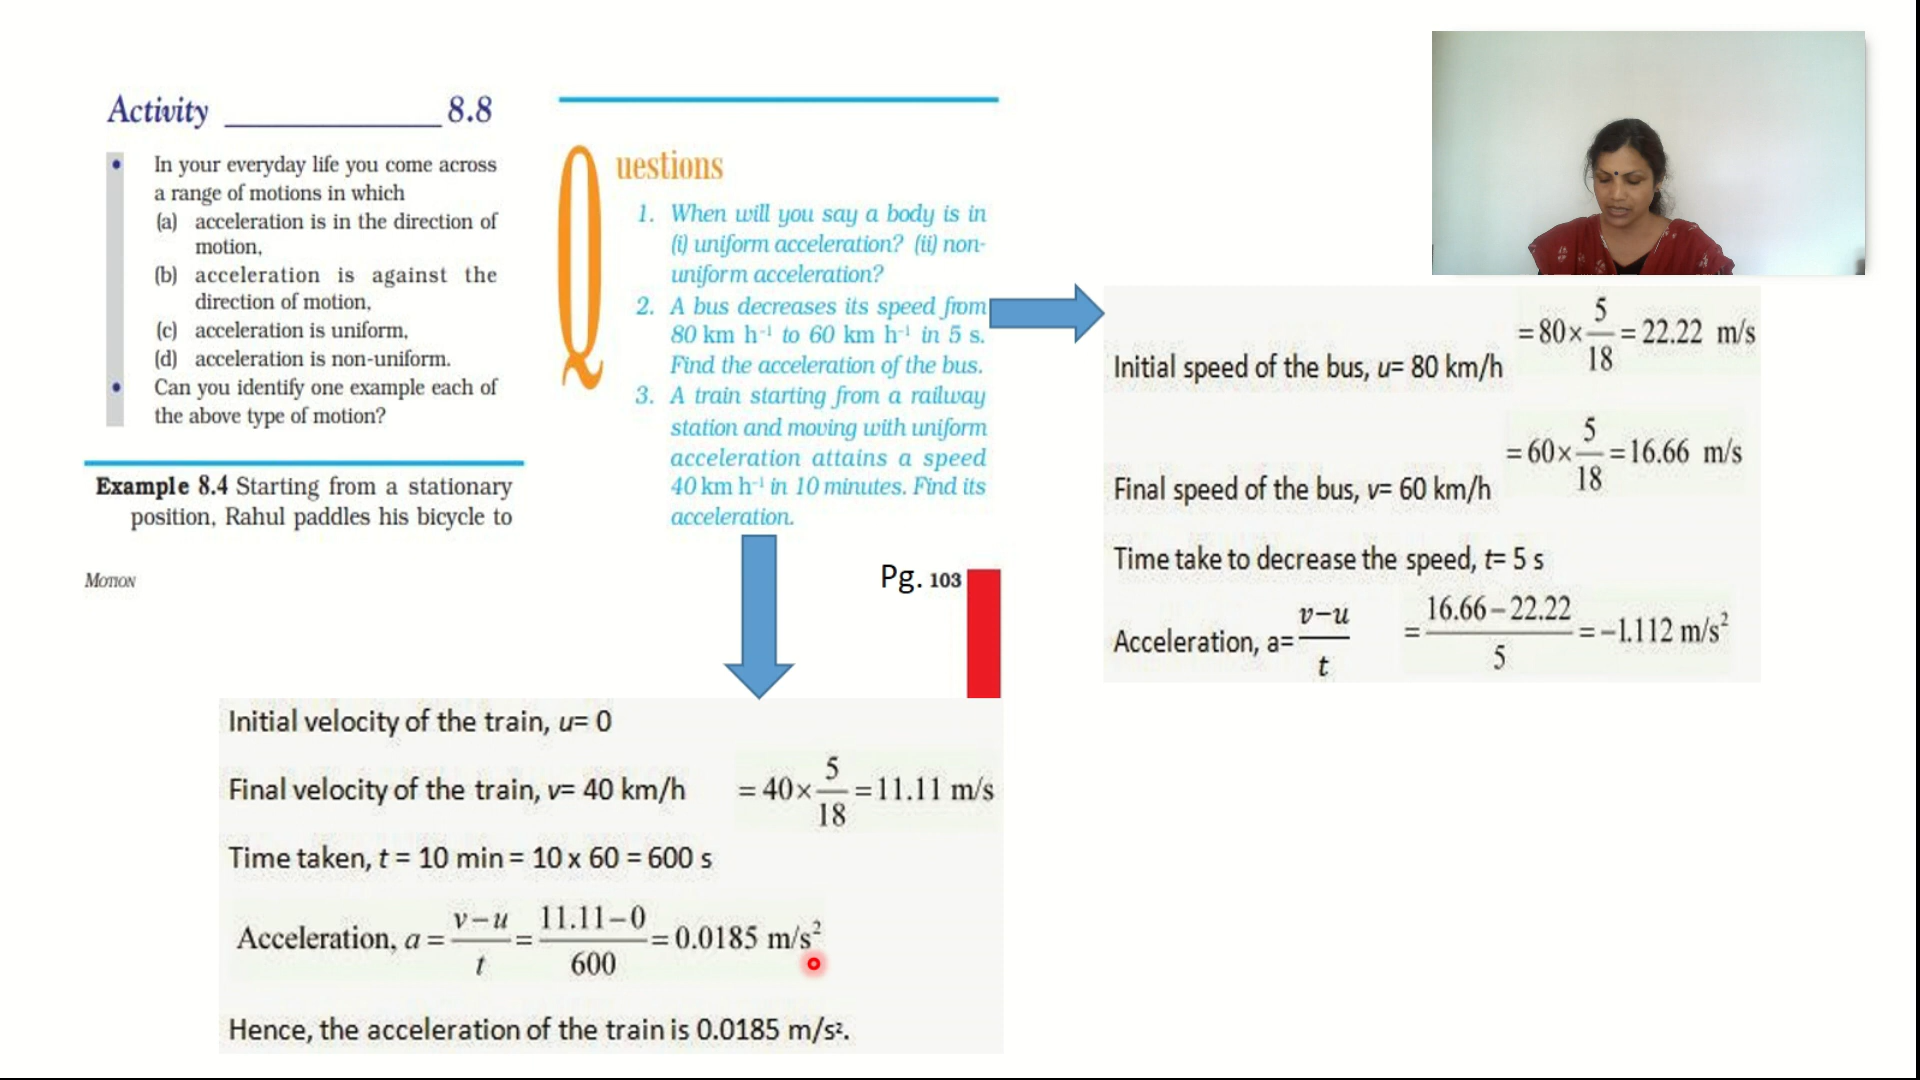 Activity ______________ 8.8
• In your everyday life you come across
a range of motions in which
(a) acceleration is in the direction of
motion,
(b) acceleration is against the
direction of motion,
(c) acceleration is uniform,
(d) acceleration is non-uniform.
• Can you identify one example each of
the above type of motion?
Example 8.4 Starting from a stationary
position, Rahul paddles his bicycle to
MOTION
Questions
1. When will you say a body is in
(i) uniform acceleration? (ii) non-
uniform acceleration?
2. A bus decreases its speed from
80 km h⁻¹ to 60 km h⁻¹ in 5 s.
Find the acceleration of the bus.
3. A train starting from a railway
station and moving with uniform
acceleration attains a speed
40 km h⁻¹ in 10 minutes. Find its
acceleration.
Pg. 103
Initial speed of the bus, u= 80 km/h = 80 × 5/18 = 22.22 m/s
Final speed of the bus, v= 60 km/h = 60 × 5/18 = 16.66 m/s
Time take to decrease the speed, t= 5 s
Acceleration, a= v−u/t = 16.66−22.22/5 = −1.112 m/s²
Initial velocity of the train, u= 0
Final velocity of the train, v= 40 km/h = 40 × 5/18 = 11.11 m/s
Time taken, t = 10 min = 10 x 60 = 600 s
Acceleration, a = v−u/t = 11.11−0/600 = 0.0185 m/s²
Hence, the acceleration of the train is 0.0185 m/s².